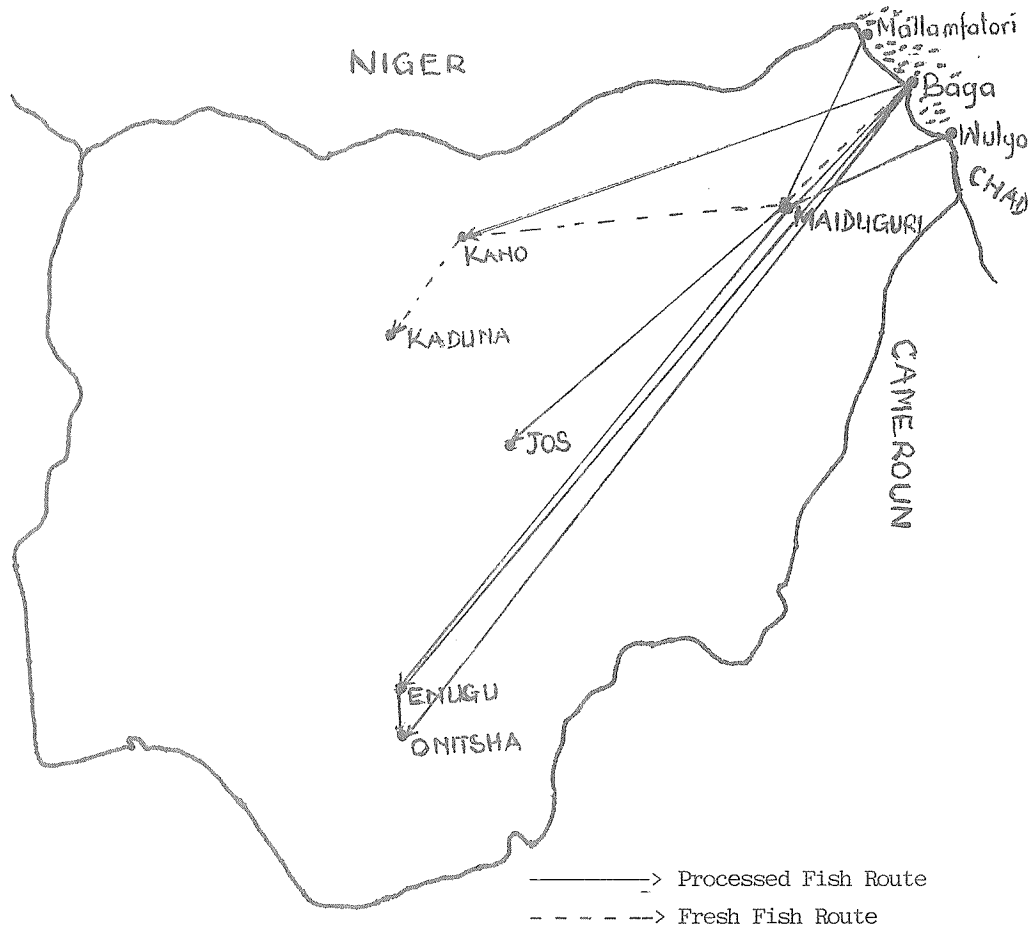 NIGER
Mallamfatori
Baga
Wulgo
CHAD
MAIDUGURI
KANO
KADUNA
CAMEROUN
JOS
ENUGU
ONITSHA
Processed Fish Route
Fresh Fish Route